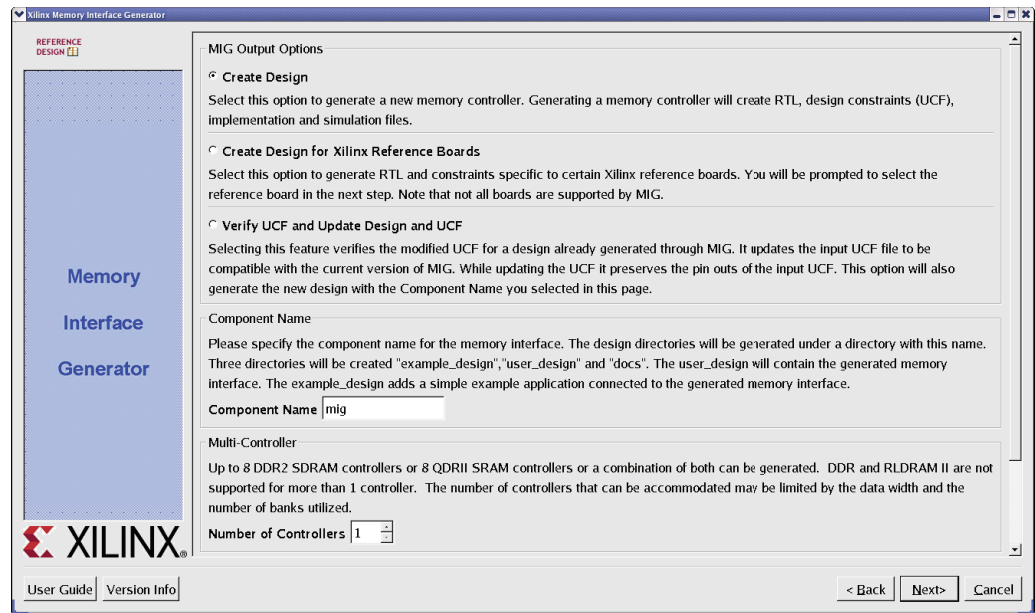 Xilinx Memory Interface Generator
REFERENCE
DESIGN
Memory
Interface
Generator
XILINX®
MIG Output Options
Create Design
Select this option to generate a new memory controller. Generating a memory controller will create RTL, design constraints (UCF),
implementation and simulation files.
Create Design for Xilinx Reference Boards
Select this option to generate RTL and constraints specific to certain Xilinx reference boards. You will be prompted to select the
reference board in the next step. Note that not all boards are supported by MIG.
Verify UCF and Update Design and UCF
Selecting this feature verifies the modified UCF for a design already generated through MIG. It updates the input UCF file to be
compatible with the current version of MIG. While updating the UCF it preserves the pin outs of the input UCF. This option will also
generate the new design with the Component Name you selected in this page.
Component Name
Please specify the component name for the memory interface. The design directories will be generated under a directory with this name.
Three directories will be created "example_design","user_design" and "docs". The user_design will contain the generated memory
interface. The example_design adds a simple example application connected to the generated memory interface.
Component Name mig
Multi-Controller
Up to 8 DDR2 SDRAM controllers or 8 QDRII SRAM controllers or a combination of both can be generated. DDR and RLDRAM II are not
supported for more than 1 controller. The number of controllers that can be accommodated may be limited by the data width and the
number of banks utilized.
Number of Controllers 1
User Guide Version Info < Back Next> Cancel